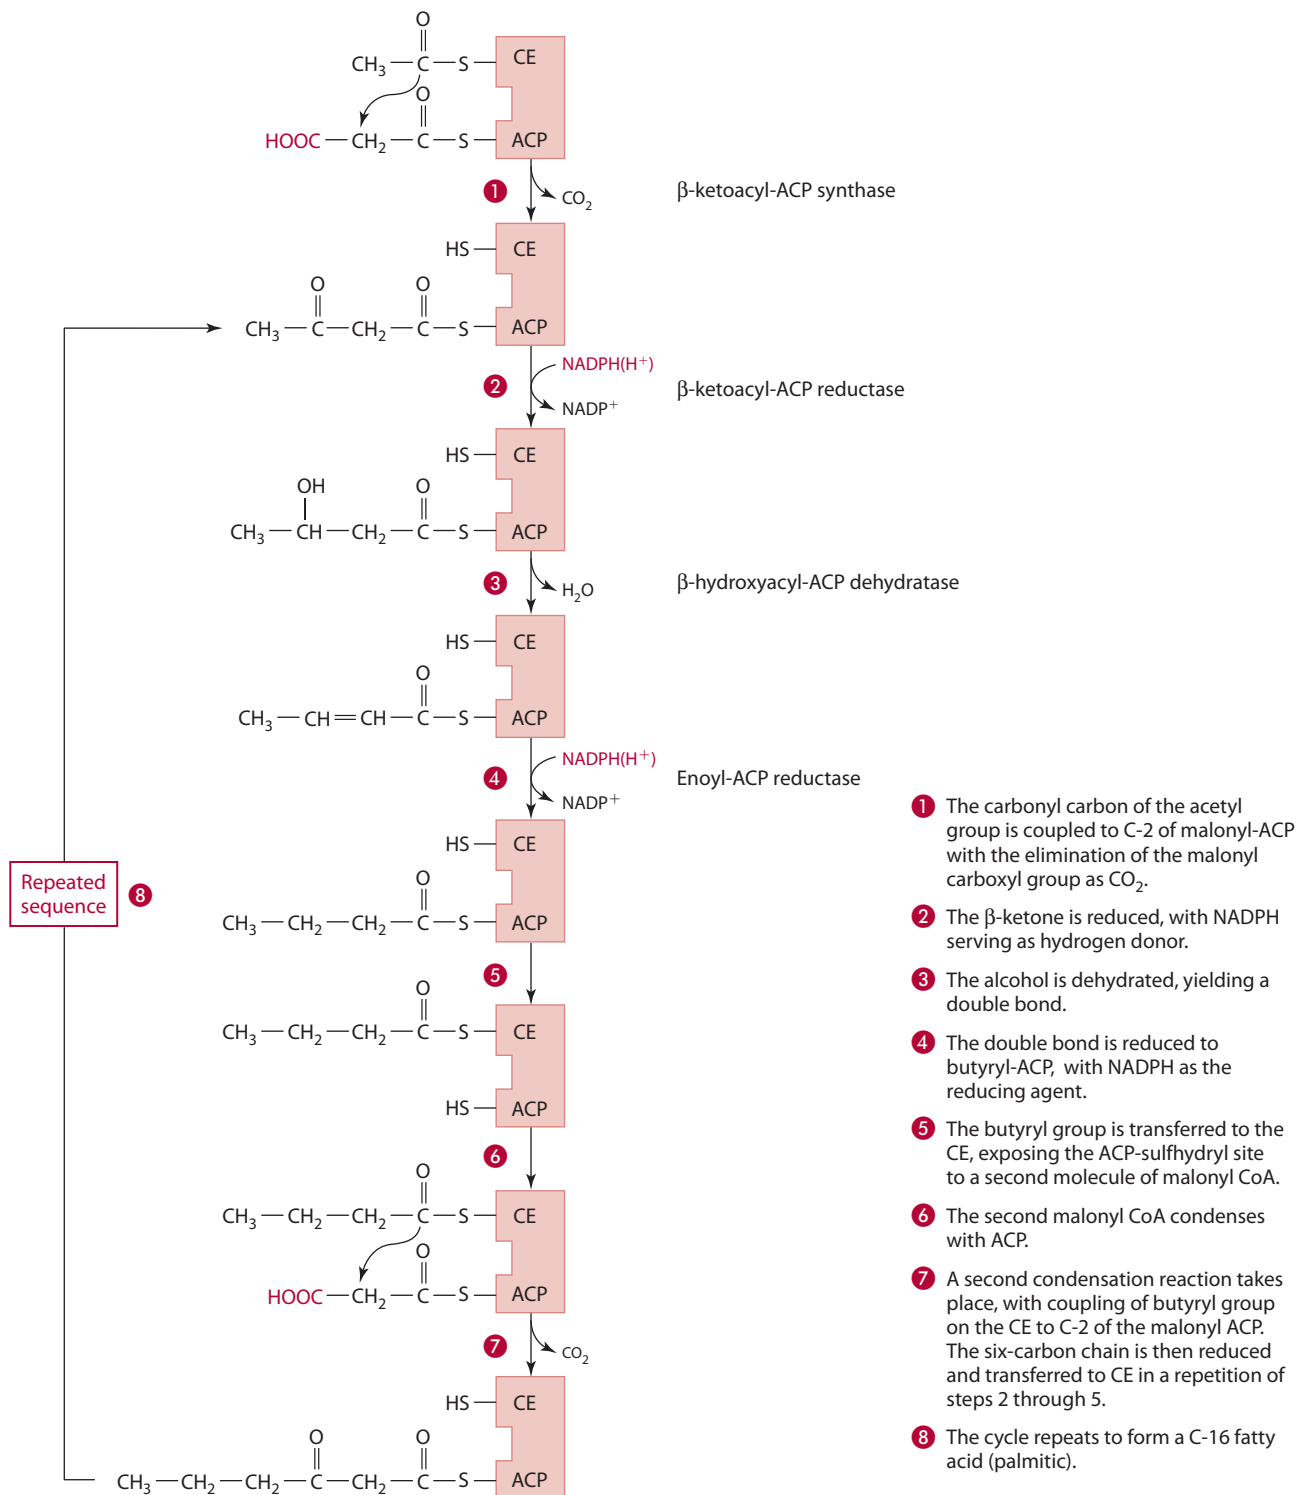 O
CH₃—C—S—CE
O
HOOC—CH₂—C—S—ACP
1 CO₂ β-ketoacyl-ACP synthase
HS—CE
O O
CH₃—C—CH₂—C—S—ACP
NADPH(H⁺)
2 β-ketoacyl-ACP reductase
NADP⁺
HS—CE
OH O
CH₃—CH—CH₂—C—S—ACP
3 H₂O β-hydroxyacyl-ACP dehydratase
HS—CE
O
CH₃—CH=CH—C—S—ACP
NADPH(H⁺)
4 Enoyl-ACP reductase
NADP⁺
HS—CE
O
CH₃—CH₂—CH₂—C—S—ACP
5
O
CH₃—CH₂—CH₂—C—S—CE
HS—ACP
6
O
CH₃—CH₂—CH₂—C—S—CE
O
HOOC—CH₂—C—S—ACP
7 CO₂
HS—CE
O O
CH₃—CH₂—CH₂—C—CH₂—C—S—ACP
Repeated
sequence
8
1 The carbonyl carbon of the acetyl
group is coupled to C-2 of malonyl-ACP
with the elimination of the malonyl
carboxyl group as CO₂.
2 The β-ketone is reduced, with NADPH
serving as hydrogen donor.
3 The alcohol is dehydrated, yielding a
double bond.
4 The double bond is reduced to
butyryl-ACP, with NADPH as the
reducing agent.
5 The butyryl group is transferred to the
CE, exposing the ACP-sulfhydryl site
to a second molecule of malonyl CoA.
6 The second malonyl CoA condenses
with ACP.
7 A second condensation reaction takes
place, with coupling of butyryl group
on the CE to C-2 of the malonyl ACP.
The six-carbon chain is then reduced
and transferred to CE in a repetition of
steps 2 through 5.
8 The cycle repeats to form a C-16 fatty
acid (palmitic).